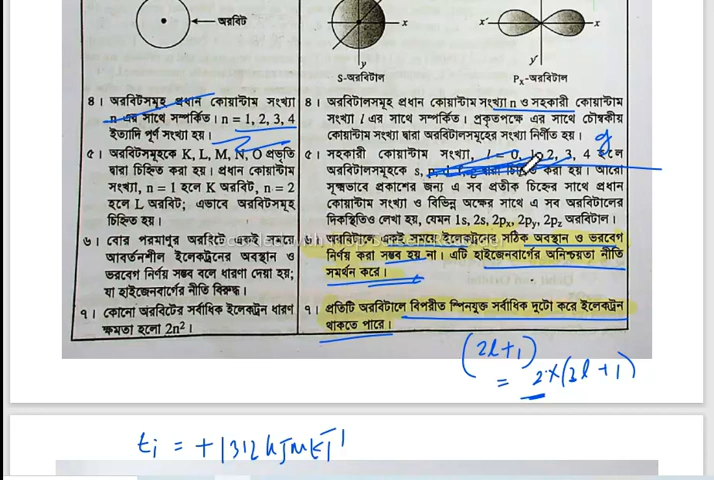 অরবিট
x
y
S-অরবিটাল
x'
x
y'
Pₓ-অরবিটাল
৪। অরবিটসমূহ প্রধান কোয়ান্টাম সংখ্যা
n এর সাথে সম্পর্কিত। n = 1, 2, 3, 4
ইত্যাদি পূর্ণ সংখ্যা হয়।
৫। অরবিটসমূহকে K, L, M, N, O প্রভৃতি
দ্বারা চিহ্নিত করা হয়। প্রধান কোয়ান্টাম
সংখ্যা, n = 1 হলে K অরবিট, n = 2
হলে L অরবিট; এভাবে অরবিটসমূহ
চিহ্নিত হয়।
৬। বোর পরমাণুর অরবিটে একই সময়ে
আবর্তনশীল ইলেকট্রনের অবস্থান ও
ভরবেগ নির্ণয় সম্ভব বলে ধারণা দেয়া হয়;
যা হাইজেনবার্গের নীতি বিরুদ্ধ।
৭। কোনো অরবিটের সর্বাধিক ইলেকট্রন ধারণ
ক্ষমতা হলো 2n²।
৪। অরবিটালসমূহ প্রধান কোয়ান্টাম সংখ্যা n ও সহকারী কোয়ান্টাম
সংখ্যা l এর সাথে সম্পর্কিত। প্রকৃতপক্ষে এর সাথে চৌম্বকীয়
কোয়ান্টাম সংখ্যা দ্বারা অরবিটালসমূহের সংখ্যা নির্ণীত হয়।
g
৫। সহকারী কোয়ান্টাম সংখ্যা, l = 0, 1, 2, 3, 4 হলে
অরবিটালসমূহকে s, p, d, f, g দ্বারা চিহ্নিত করা হয়। আরো
সূক্ষ্মভাবে প্রকাশের জন্য এ সব প্রতীক চিহ্নের সাথে প্রধান
কোয়ান্টাম সংখ্যা ও বিভিন্ন অক্ষের সাথে এ সব অরবিটালের
দিকস্থিতিও লেখা হয়, যেমন 1s, 2s, 2pₓ, 2pᵧ, 2p_z অরবিটাল।
৬। অরবিটালে একই সময়ে ইলেকট্রনের সঠিক অবস্থান ও ভরবেগ
নির্ণয় করা সম্ভব হয় না। এটি হাইজেনবার্গের অনিশ্চয়তা নীতি
সমর্থন করে।
৭। প্রতিটি অরবিটালে বিপরীত স্পিনযুক্ত সর্বাধিক দুটো করে ইলেকট্রন
থাকতে পারে।
(2l+1)
= 2×(2l+1)
= +1312 kJ mol⁻¹